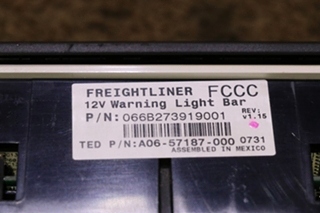 FREIGHTLINER FCCC
12V Warning Light Bar
P/N: 066B273919001
REV:
v1.15
TED P/N:A06-57187-000 0731
ASSEMBLED IN MEXICO